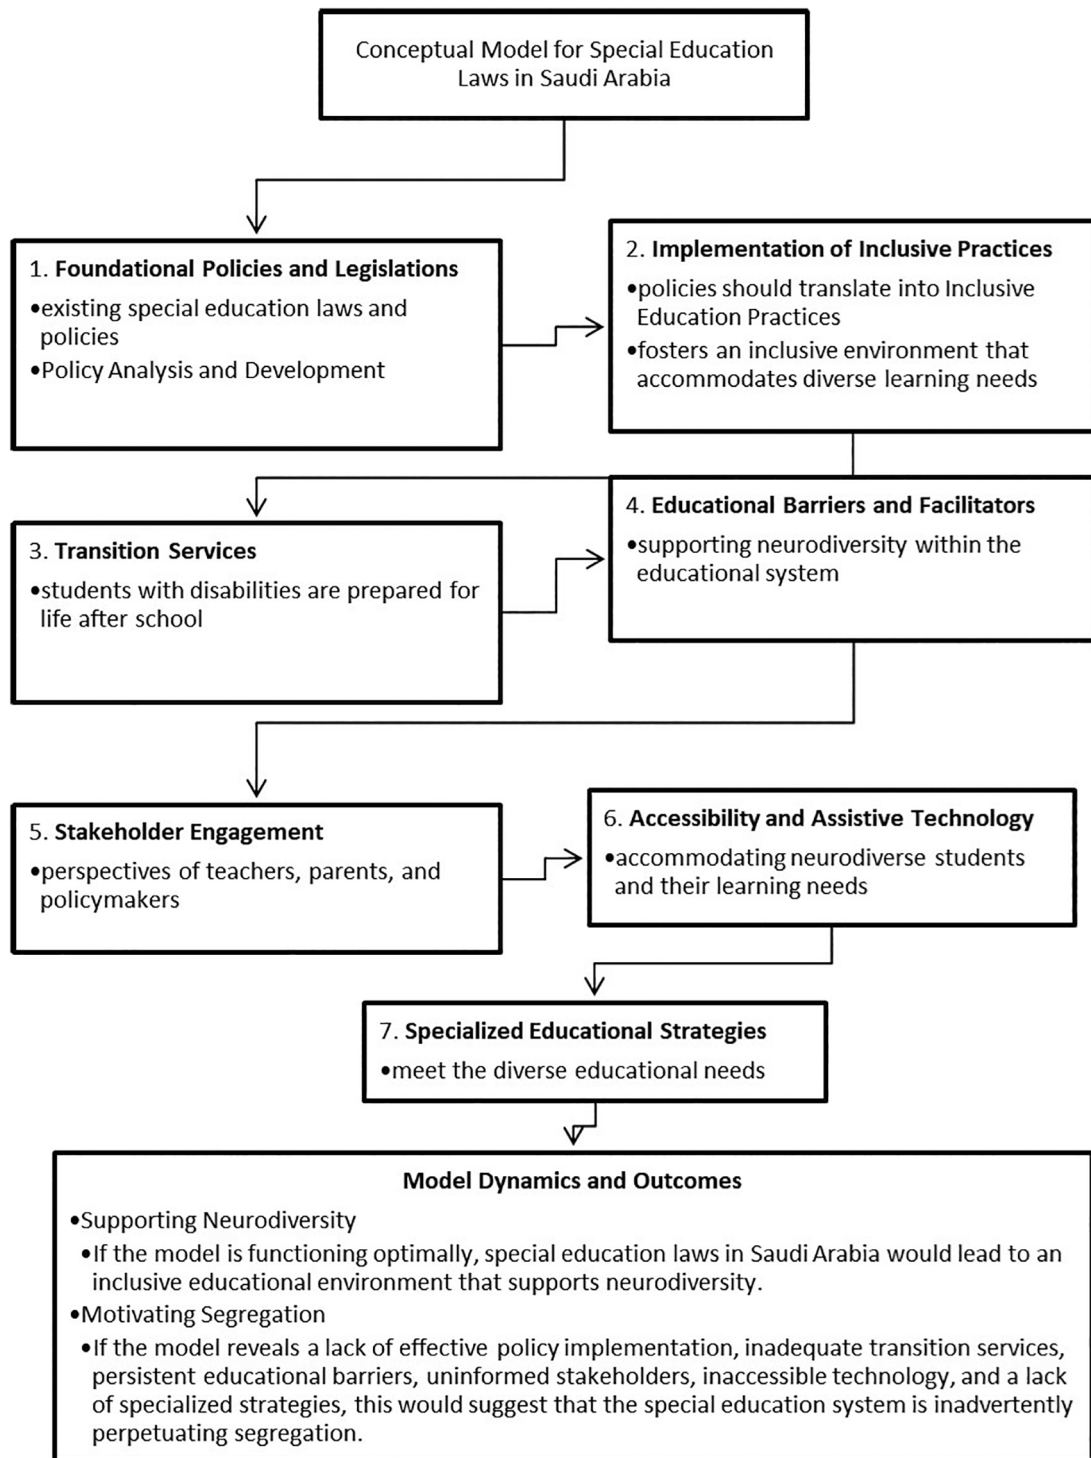 Conceptual Model for Special Education
Laws in Saudi Arabia
1. Foundational Policies and Legislations
•existing special education laws and
policies
•Policy Analysis and Development
2. Implementation of Inclusive Practices
•policies should translate into Inclusive
Education Practices
•fosters an inclusive environment that
accommodates diverse learning needs
3. Transition Services
•students with disabilities are prepared for
life after school
4. Educational Barriers and Facilitators
•supporting neurodiversity within the
educational system
5. Stakeholder Engagement
•perspectives of teachers, parents, and
policymakers
6. Accessibility and Assistive Technology
•accommodating neurodiverse students
and their learning needs
7. Specialized Educational Strategies
•meet the diverse educational needs
Model Dynamics and Outcomes
•Supporting Neurodiversity
•If the model is functioning optimally, special education laws in Saudi Arabia would lead to an
inclusive educational environment that supports neurodiversity.
•Motivating Segregation
•If the model reveals a lack of effective policy implementation, inadequate transition services,
persistent educational barriers, uninformed stakeholders, inaccessible technology, and a lack
of specialized strategies, this would suggest that the special education system is inadvertently
perpetuating segregation.